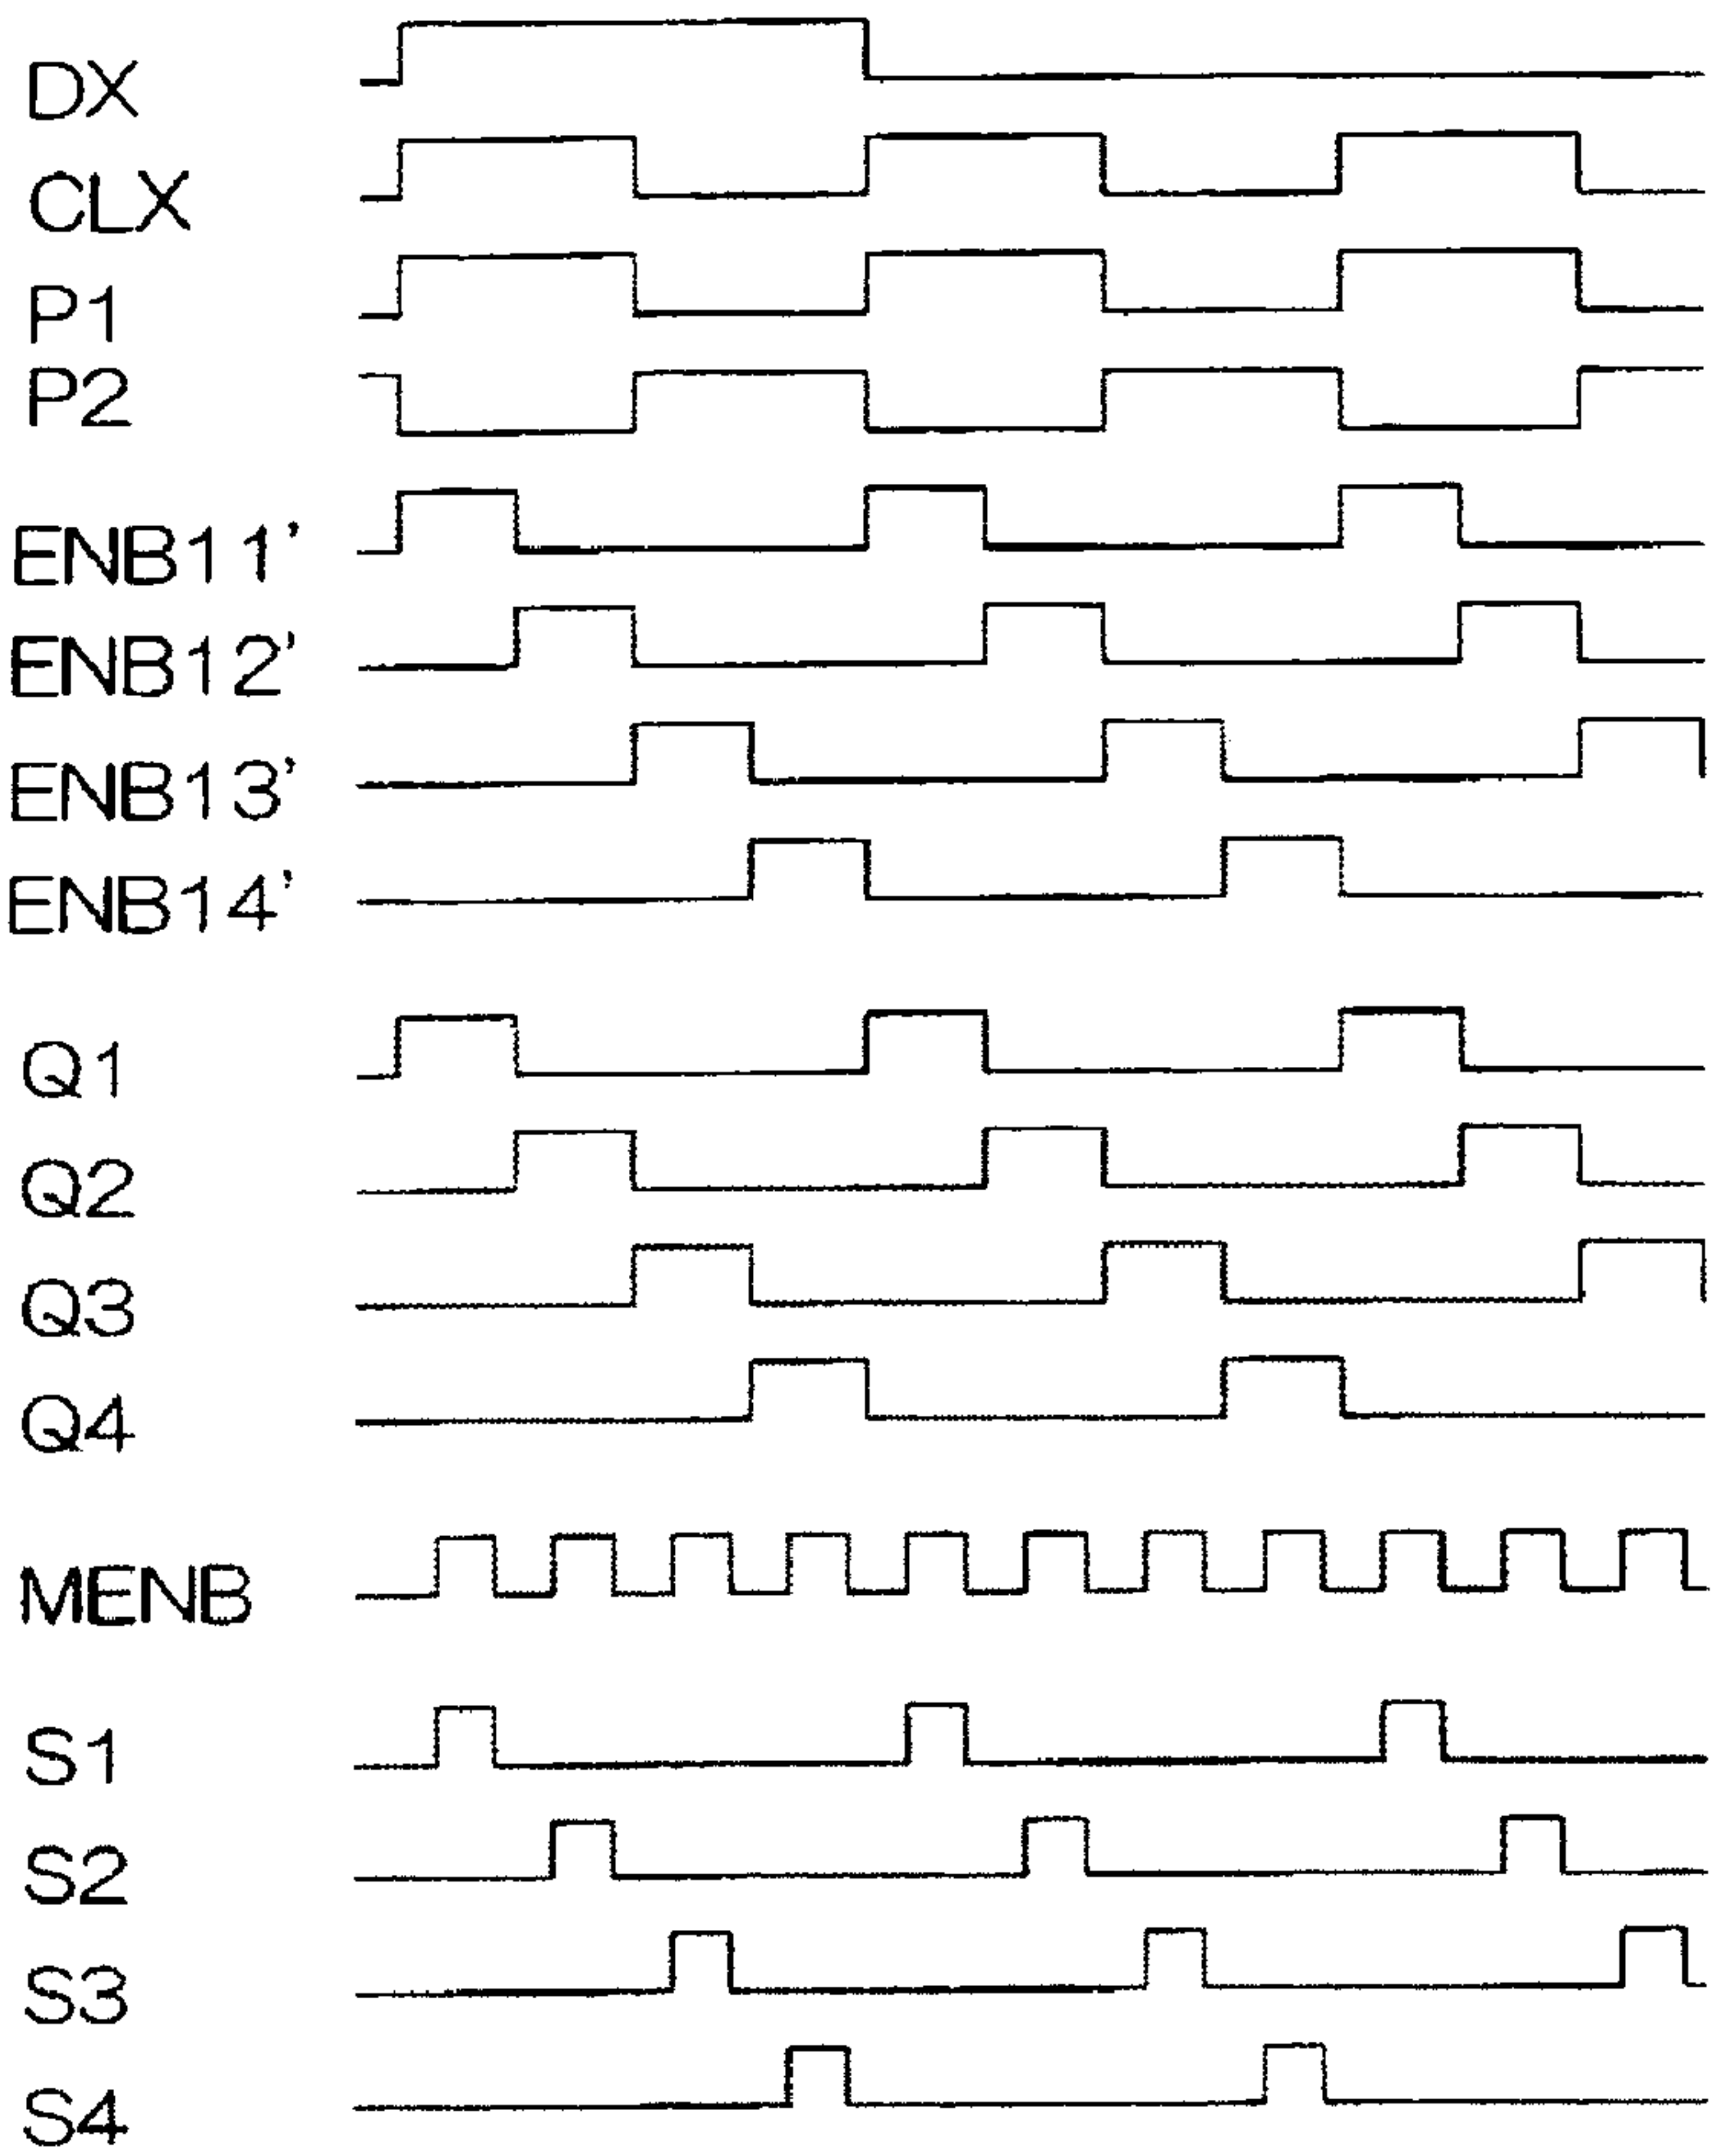 DX
CLX
P1
P2
ENB11'
ENB12'
ENB13'
ENB14'
Q1
Q2
Q3
Q4
MENB
S1
S2
S3
S4